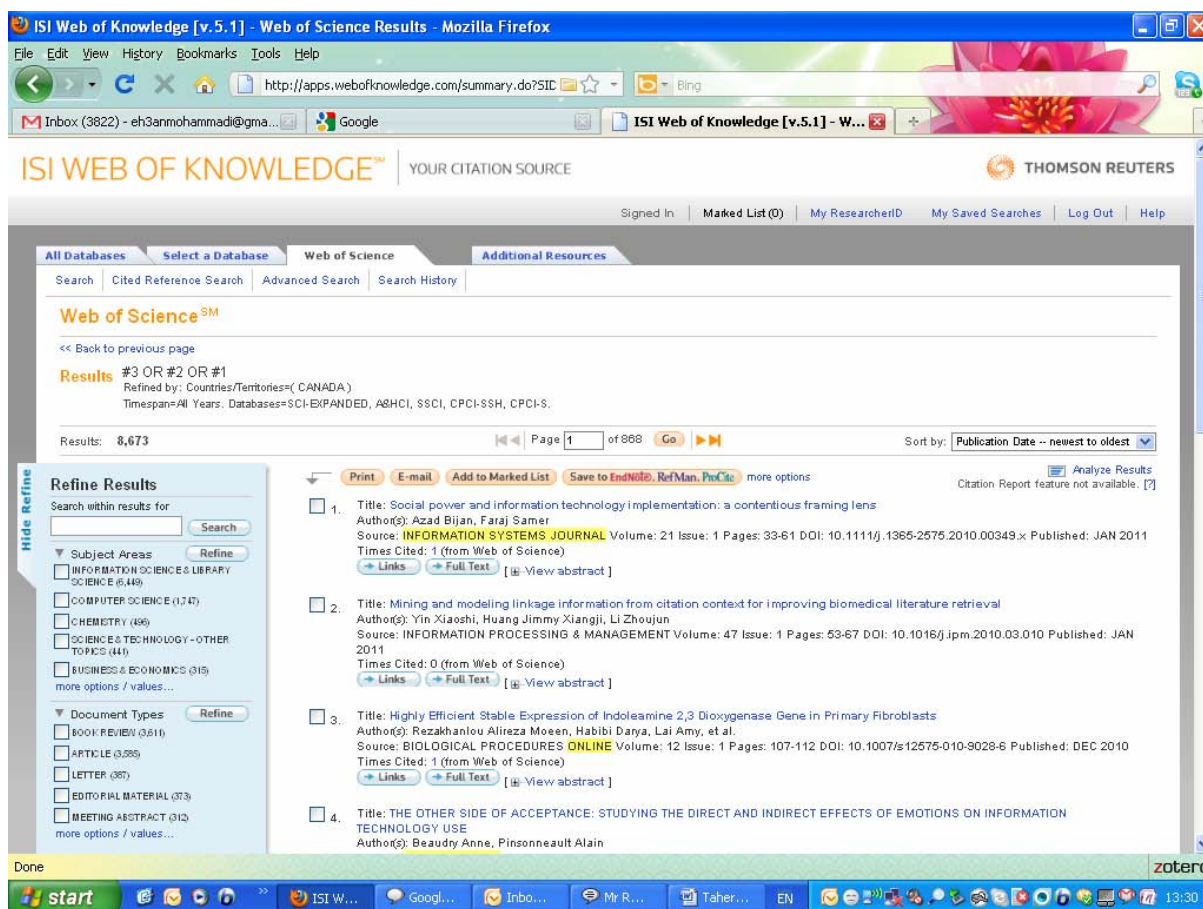 ISI Web of Knowledge [v.5.1] - Web of Science Results - Mozilla Firefox
File Edit View History Bookmarks Tools Help
http://apps.webofknowledge.com/summary.do?SID
Bing
Inbox (3822) - eh3anmohammadi@gma...
Google
ISI Web of Knowledge [v.5.1] - W...
ISI WEB OF KNOWLEDGE℠ YOUR CITATION SOURCE
THOMSON REUTERS
Signed In Marked List (0) My ResearcherID My Saved Searches Log Out Help
All Databases Select a Database Web of Science Additional Resources
Search Cited Reference Search Advanced Search Search History
Web of Science℠
<< Back to previous page
Results #3 OR #2 OR #1
Refined by: Countries/Territories=( CANADA )
Timespan=All Years. Databases=SCI-EXPANDED, A&HCI, SSCI, CPCI-SSH, CPCI-S.
Results: 8,673
Page 1 of 868 Go
Sort by: Publication Date -- newest to oldest
Hide Refine
Refine Results
Search within results for
Search
Subject Areas Refine
INFORMATION SCIENCE & LIBRARY SCIENCE (6,449)
COMPUTER SCIENCE (1,747)
CHEMISTRY (496)
SCIENCE & TECHNOLOGY - OTHER TOPICS (441)
BUSINESS & ECONOMICS (315)
more options / values...
Document Types Refine
BOOK REVIEW (3,611)
ARTICLE (3,585)
LETTER (387)
EDITORIAL MATERIAL (373)
MEETING ABSTRACT (312)
more options / values...
Print E-mail Add to Marked List Save to EndNote, RefMan, ProCite more options
Analyze Results
Citation Report feature not available. [?]
1. Title: Social power and information technology implementation: a contentious framing lens
Author(s): Azad Bijan, Faraj Samer
Source: INFORMATION SYSTEMS JOURNAL Volume: 21 Issue: 1 Pages: 33-61 DOI: 10.1111/j.1365-2575.2010.00349.x Published: JAN 2011
Times Cited: 1 (from Web of Science)
Links Full Text [ View abstract ]
2. Title: Mining and modeling linkage information from citation context for improving biomedical literature retrieval
Author(s): Yin Xiaoshi, Huang Jimmy Xiangji, Li Zhoujun
Source: INFORMATION PROCESSING & MANAGEMENT Volume: 47 Issue: 1 Pages: 53-67 DOI: 10.1016/j.ipm.2010.03.010 Published: JAN
2011
Times Cited: 0 (from Web of Science)
Links Full Text [ View abstract ]
3. Title: Highly Efficient Stable Expression of Indoleamine 2,3 Dioxygenase Gene in Primary Fibroblasts
Author(s): Rezakhanlou Alireza Moeen, Habibi Darya, Lai Amy, et al.
Source: BIOLOGICAL PROCEDURES ONLINE Volume: 12 Issue: 1 Pages: 107-112 DOI: 10.1007/s12575-010-9028-6 Published: DEC 2010
Times Cited: 1 (from Web of Science)
Links Full Text [ View abstract ]
4. Title: THE OTHER SIDE OF ACCEPTANCE: STUDYING THE DIRECT AND INDIRECT EFFECTS OF EMOTIONS ON INFORMATION
TECHNOLOGY USE
Author(s): Beaudry Anne, Pinsonneault Alain
Done
zotero
start ISI W... Googl... Inbo... Mr R... Taher... EN 13:30